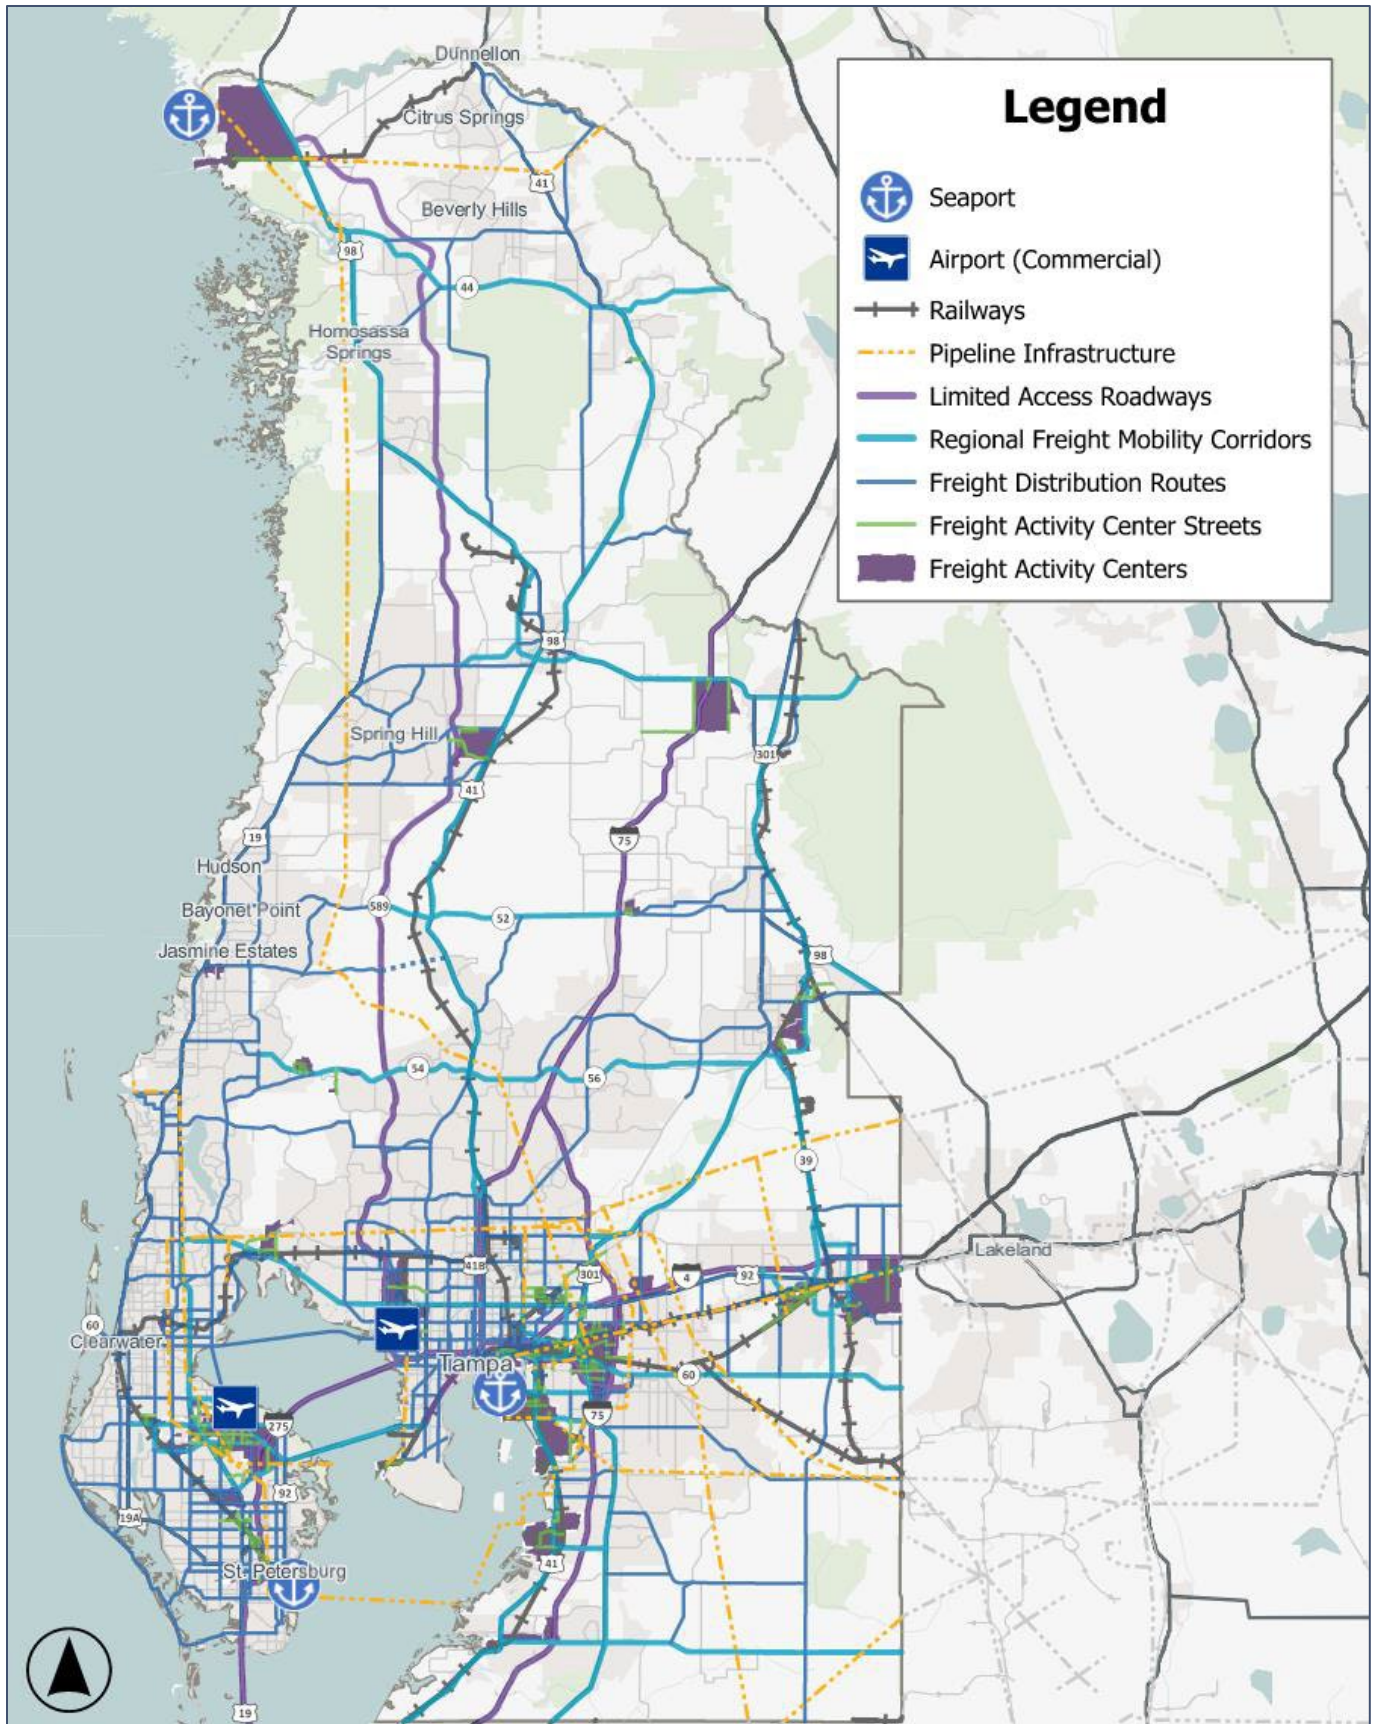 Dunnellon
Legend
Citrus Springs
41
Seaport
Beverly Hills
98
Airport (Commercial)
44
Railways
Homosassa
Springs
Pipeline Infrastructure
Limited Access Roadways
Regional Freight Mobility Corridors
Freight Distribution Routes
Freight Activity Center Streets
Freight Activity Centers
98
Spring Hill
301
41
19
75
Hudson
589
Bayonet Point
52
Jasmine Estates
98
54
56
39
Lakeland
41B
301
4
92
60
Clearwater
Tampa
60
275
75
92
19A
41
St. Petersburg
19